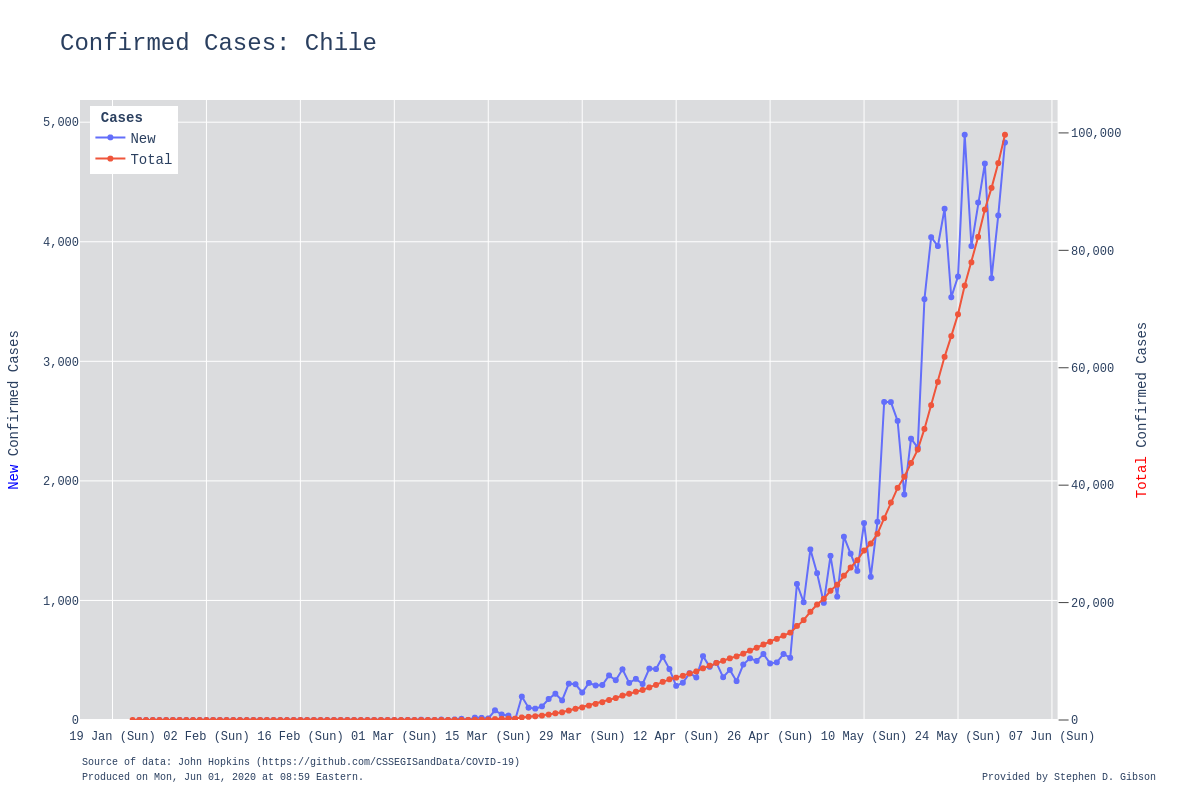 Confirmed Cases: Chile
Cases
New
Total
5,000
4,000
3,000
2,000
1,000
0
100,000
80,000
60,000
40,000
20,000
0
New Confirmed Cases
Total Confirmed Cases
19 Jan (Sun) 02 Feb (Sun) 16 Feb (Sun) 01 Mar (Sun) 15 Mar (Sun) 29 Mar (Sun) 12 Apr (Sun) 26 Apr (Sun) 10 May (Sun) 24 May (Sun) 07 Jun (Sun)
Source of data: John Hopkins (https://github.com/CSSEGISandData/COVID-19)
Produced on Mon, Jun 01, 2020 at 08:59 Eastern.
Provided by Stephen D. Gibson